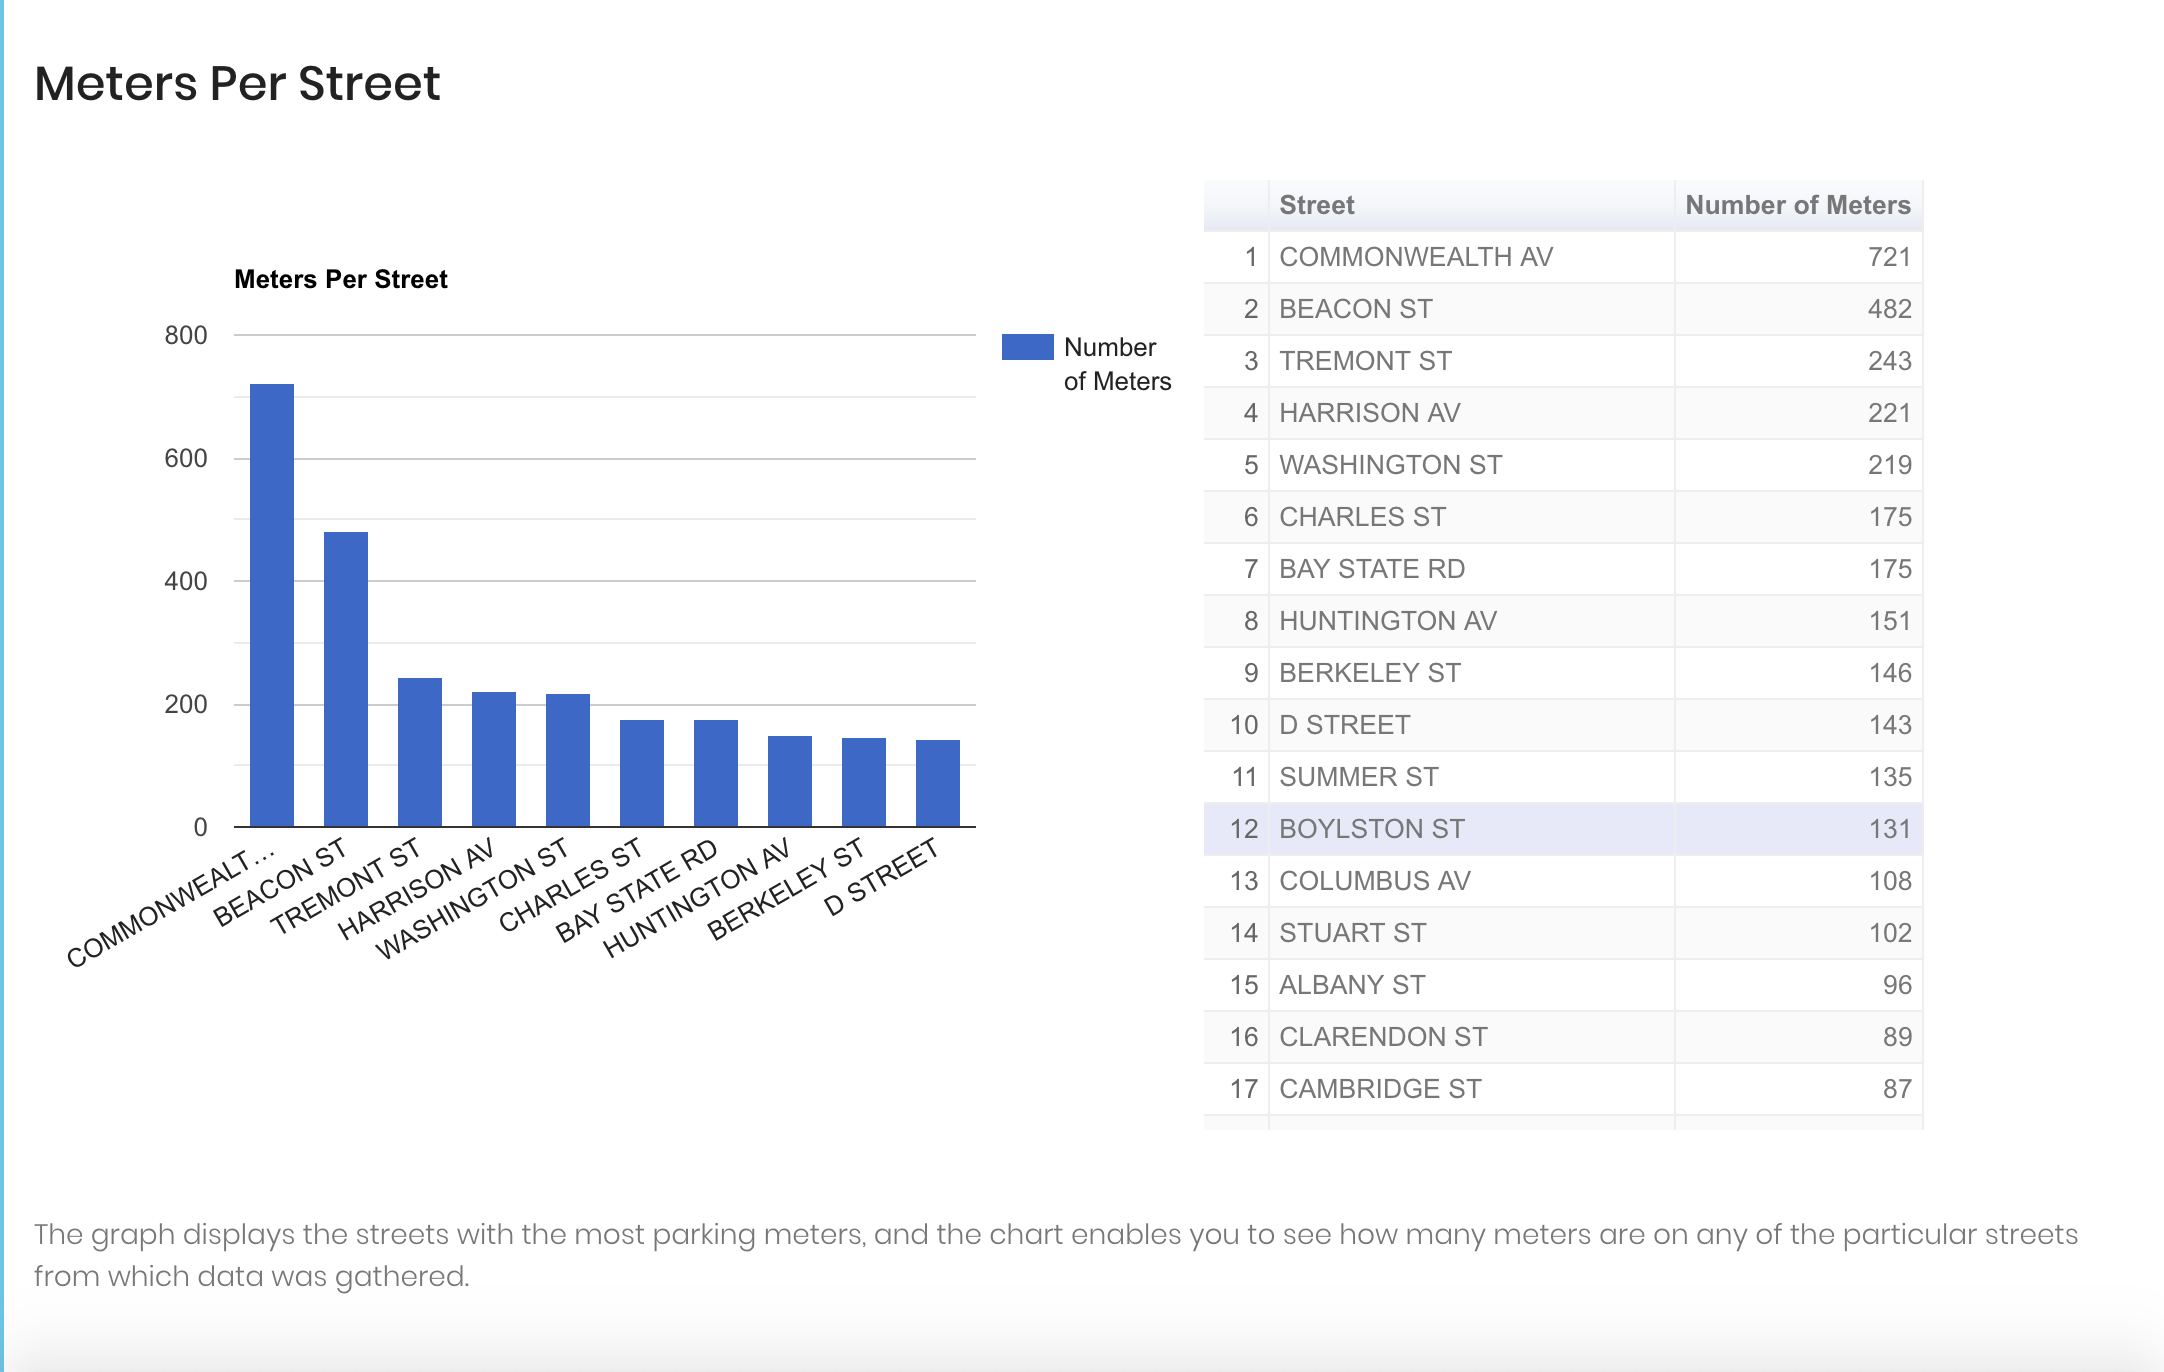 Meters Per Street
Meters Per Street
800
600
400
200
0
Number
of Meters
COMMONWEALT...
BEACON ST
TREMONT ST
HARRISON AV
WASHINGTON ST
CHARLES ST
BAY STATE RD
HUNTINGTON AV
BERKELEY ST
D STREET
Street Number of Meters
1 COMMONWEALTH AV 721
2 BEACON ST 482
3 TREMONT ST 243
4 HARRISON AV 221
5 WASHINGTON ST 219
6 CHARLES ST 175
7 BAY STATE RD 175
8 HUNTINGTON AV 151
9 BERKELEY ST 146
10 D STREET 143
11 SUMMER ST 135
12 BOYLSTON ST 131
13 COLUMBUS AV 108
14 STUART ST 102
15 ALBANY ST 96
16 CLARENDON ST 89
17 CAMBRIDGE ST 87
The graph displays the streets with the most parking meters, and the chart enables you to see how many meters are on any of the particular streets
from which data was gathered.